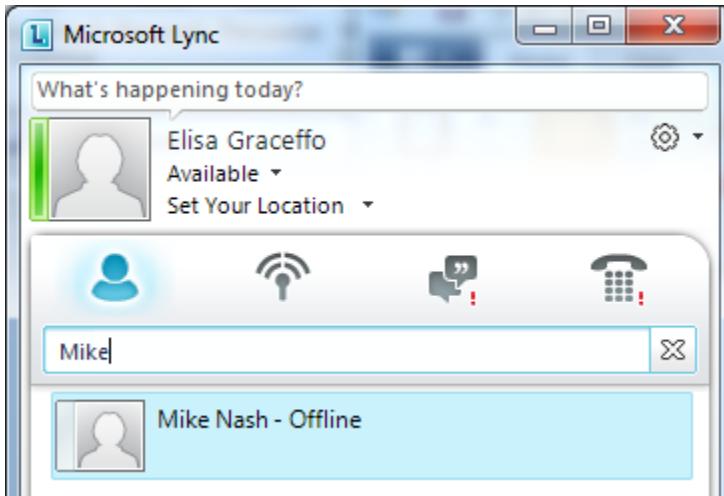 Microsoft Lync
What's happening today?
Elisa Graceffo
Available
Set Your Location
Mike
Mike Nash - Offline